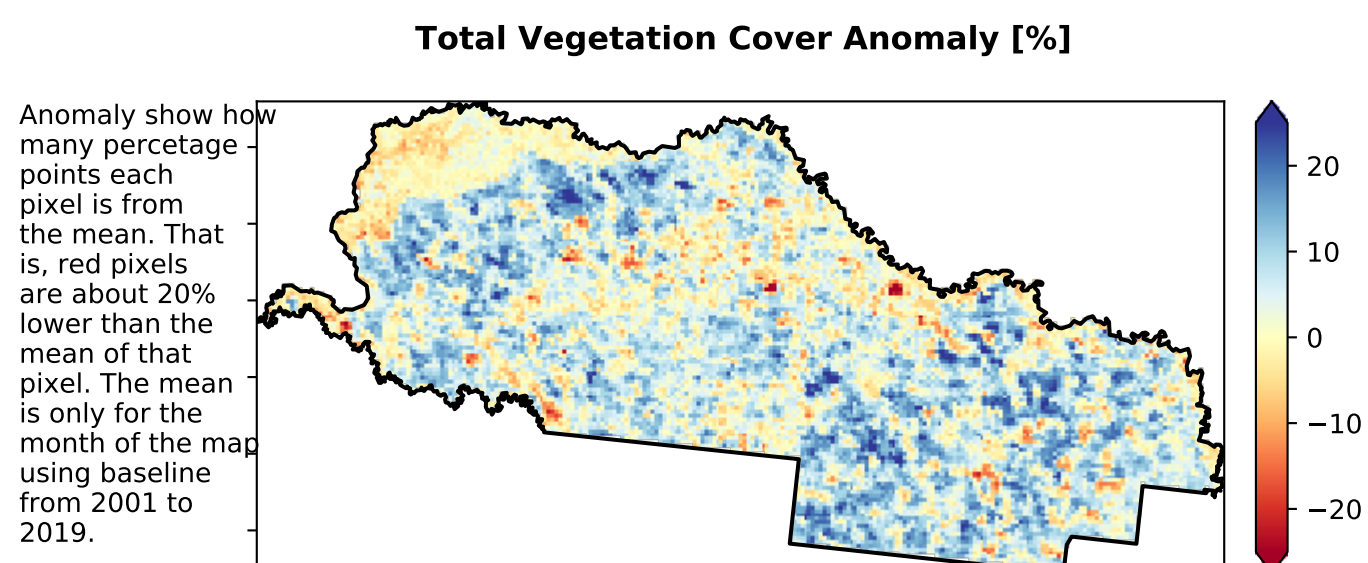 Total Vegetation Cover Anomaly [%]
Anomaly show how
many percetage
points each
pixel is from
the mean. That
is, red pixels
are about 20%
lower than the
mean of that
pixel. The mean
is only for the
month of the map
using baseline
from 2001 to
2019.
20
10
0
−10
−20